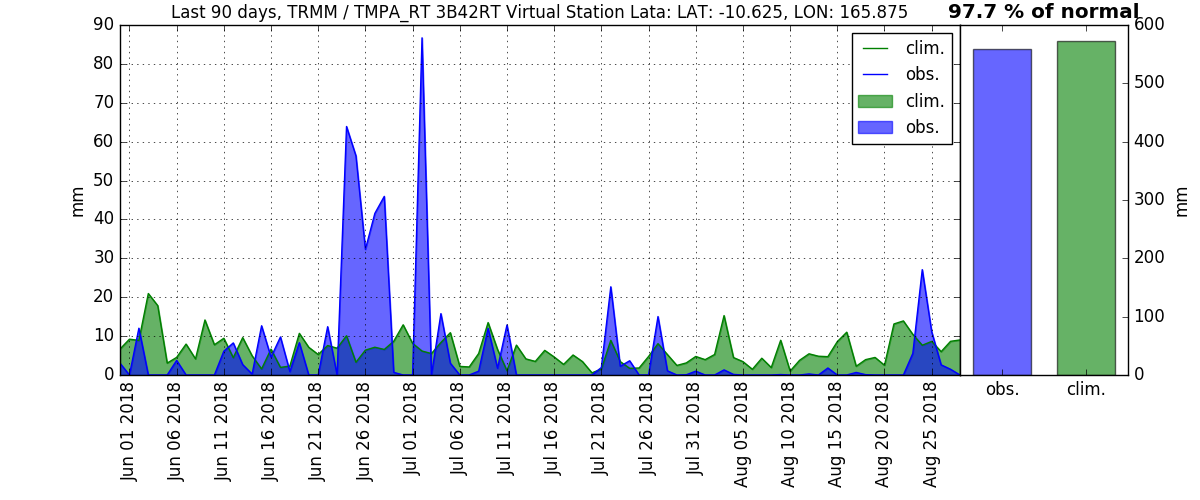 Last 90 days, TRMM / TMPA_RT 3B42RT Virtual Station Lata: LAT: -10.625, LON: 165.875
97.7 % of normal
90
80
70
60
50
40
30
20
10
0
mm
clim.
obs.
clim.
obs.
Jun 01 2018
Jun 06 2018
Jun 11 2018
Jun 16 2018
Jun 21 2018
Jun 26 2018
Jul 01 2018
Jul 06 2018
Jul 11 2018
Jul 16 2018
Jul 21 2018
Jul 26 2018
Jul 31 2018
Aug 05 2018
Aug 10 2018
Aug 15 2018
Aug 20 2018
Aug 25 2018
600
500
400
300
200
100
0
mm
obs.
clim.